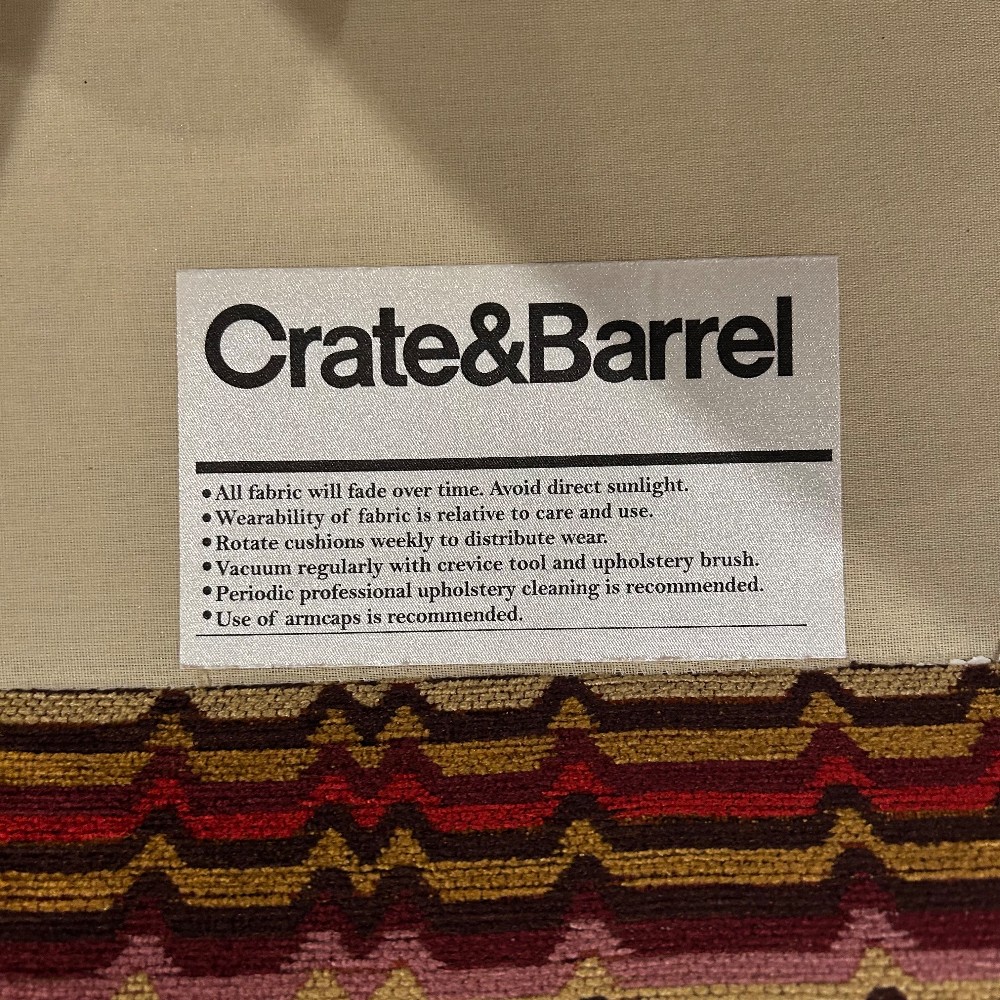 Crate&Barrel
•All fabric will fade over time. Avoid direct sunlight.
•Wearability of fabric is relative to care and use.
•Rotate cushions weekly to distribute wear.
•Vacuum regularly with crevice tool and upholstery brush.
•Periodic professional upholstery cleaning is recommended.
•Use of armcaps is recommended.